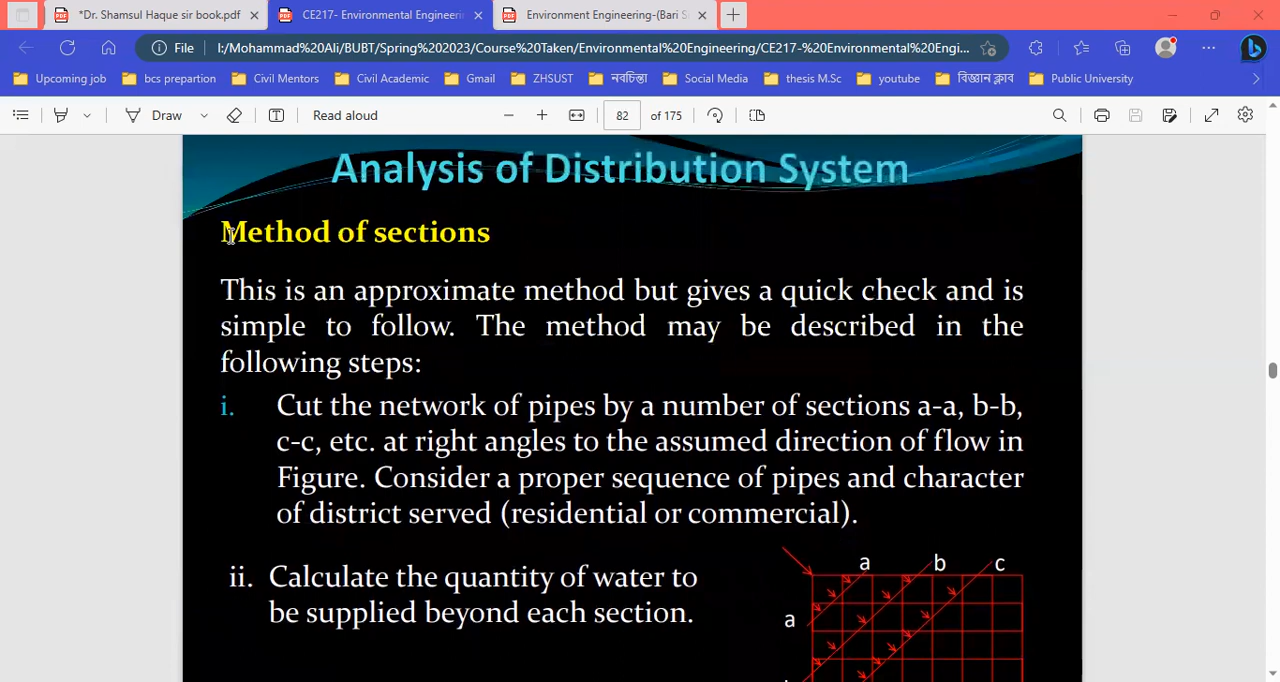 *Dr. Shamsul Haque sir book.pdf
CE217- Environmental Engineerin
Environment Engineering-(Bari Si
File
I:/Mohammad%20Ali/BUBT/Spring%202023/Course%20Taken/Environmental%20Engineering/CE217-%20Environmental%20Engi...
Upcoming job
bcs prepartion
Civil Mentors
Civil Academic
Gmail
ZHSUST
নবচিন্তা
Social Media
thesis M.Sc
youtube
বিজ্ঞান ক্লাব
Public University
Draw
Read aloud
82
of 175
Analysis of Distribution System
Method of sections
This is an approximate method but gives a quick check and is
simple to follow. The method may be described in the
following steps:
i. Cut the network of pipes by a number of sections a-a, b-b,
c-c, etc. at right angles to the assumed direction of flow in
Figure. Consider a proper sequence of pipes and character
of district served (residential or commercial).
ii. Calculate the quantity of water to
be supplied beyond each section.
a
b
c
a